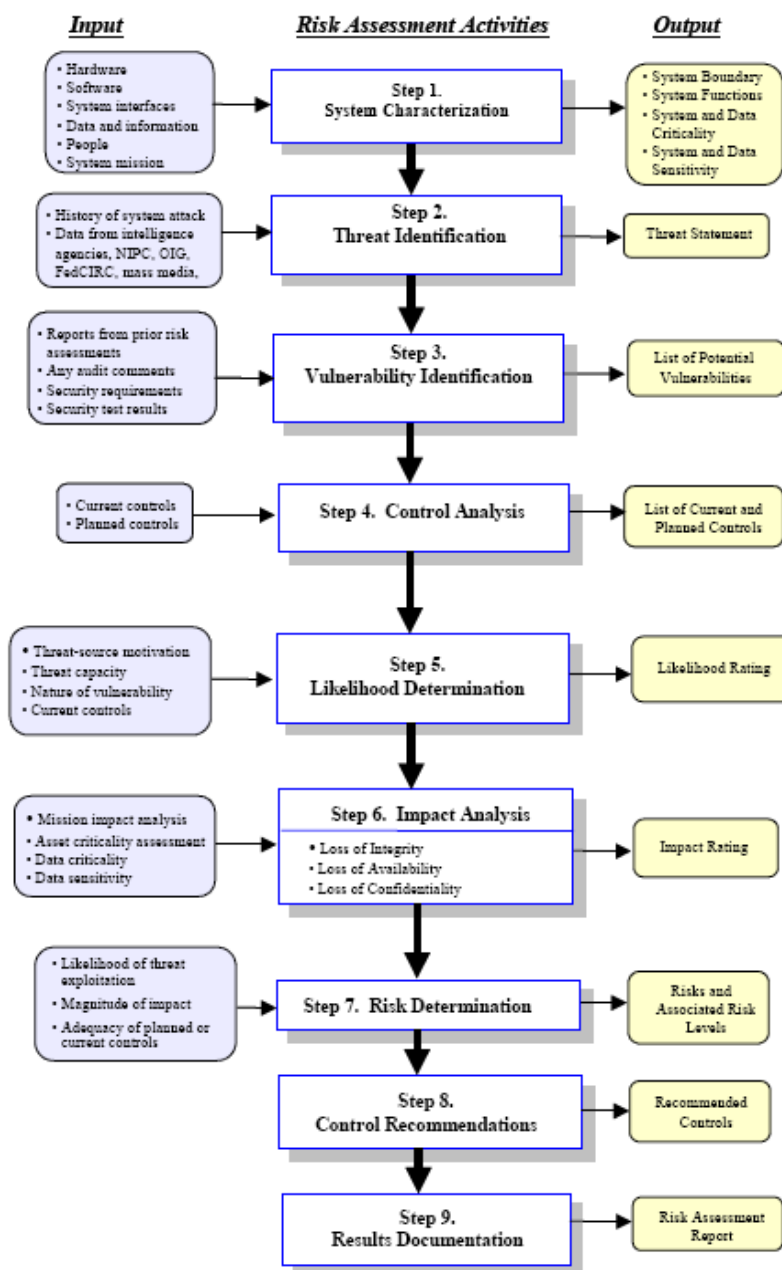 Input
Risk Assessment Activities
Output
• Hardware
• Software
• System interfaces
• Data and information
• People
• System mission
Step 1.
System Characterization
• System Boundary
• System Functions
• System and Data
Criticality
• System and Data
Sensitivity
• History of system attack
• Data from intelligence
agencies, NIPC, OIG,
FedCIRC, mass media,
Step 2.
Threat Identification
Threat Statement
• Reports from prior risk
assessments
• Any audit comments
• Security requirements
• Security test results
Step 3.
Vulnerability Identification
List of Potential
Vulnerabilities
• Current controls
• Planned controls
Step 4. Control Analysis
List of Current and
Planned Controls
• Threat-source motivation
• Threat capacity
• Nature of vulnerability
• Current controls
Step 5.
Likelihood Determination
Likelihood Rating
• Mission impact analysis
• Asset criticality assessment
• Data criticality
• Data sensitivity
Step 6. Impact Analysis
• Loss of Integrity
• Loss of Availability
• Loss of Confidentiality
Impact Rating
• Likelihood of threat
exploitation
• Magnitude of impact
• Adequacy of planned or
current controls
Step 7. Risk Determination
Risks and
Associated Risk
Levels
Step 8.
Control Recommendations
Recommended
Controls
Step 9.
Results Documentation
Risk Assessment
Report